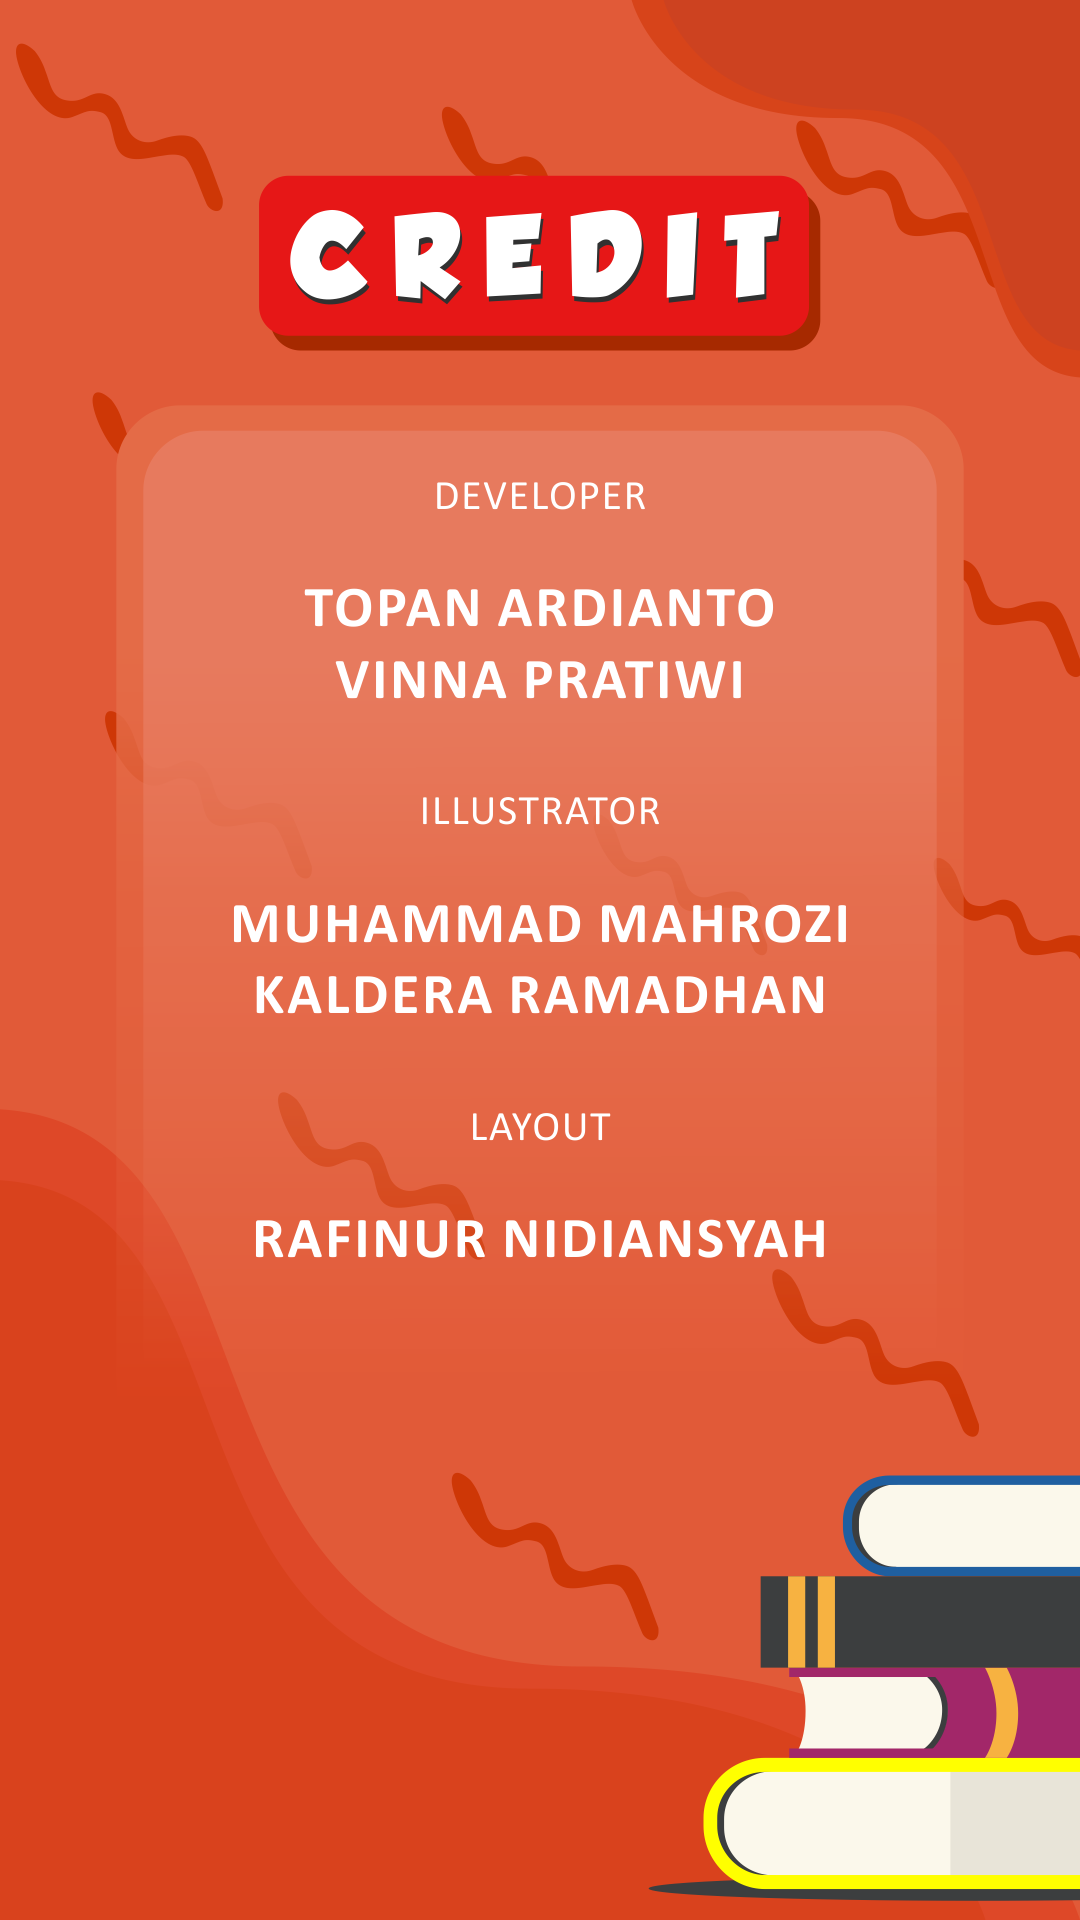 CREDIT
DEVELOPER
TOPAN ARDIANTO
VINNA PRATIWI
ILLUSTRATOR
MUHAMMAD MAHROZI
KALDERA RAMADHAN
LAYOUT
RAFINUR NIDIANSYAH